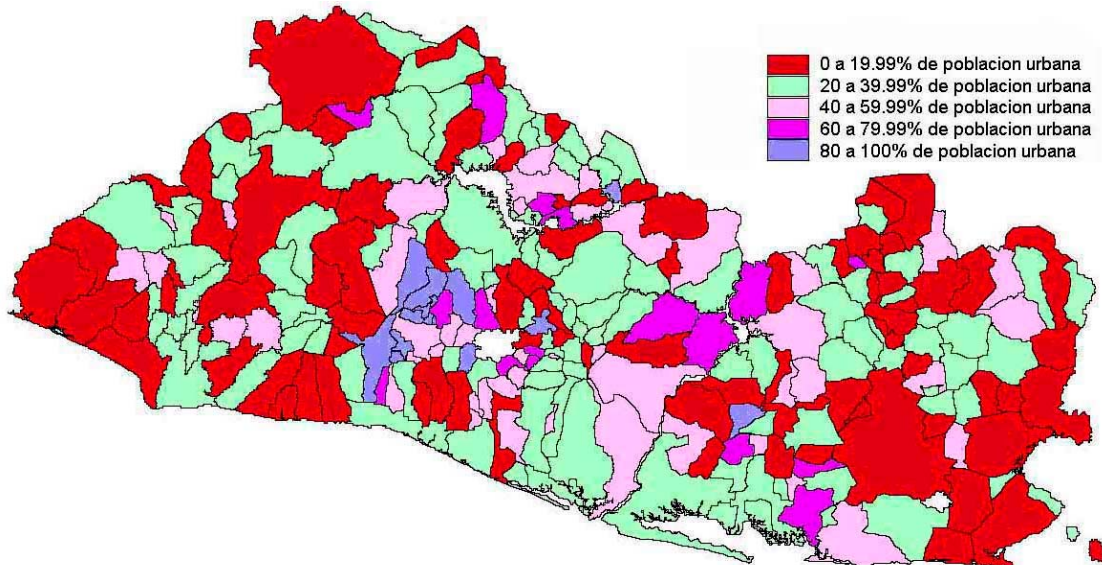 0 a 19.99% de poblacion urbana
20 a 39.99% de poblacion urbana
40 a 59.99% de poblacion urbana
60 a 79.99% de poblacion urbana
80 a 100% de poblacion urbana